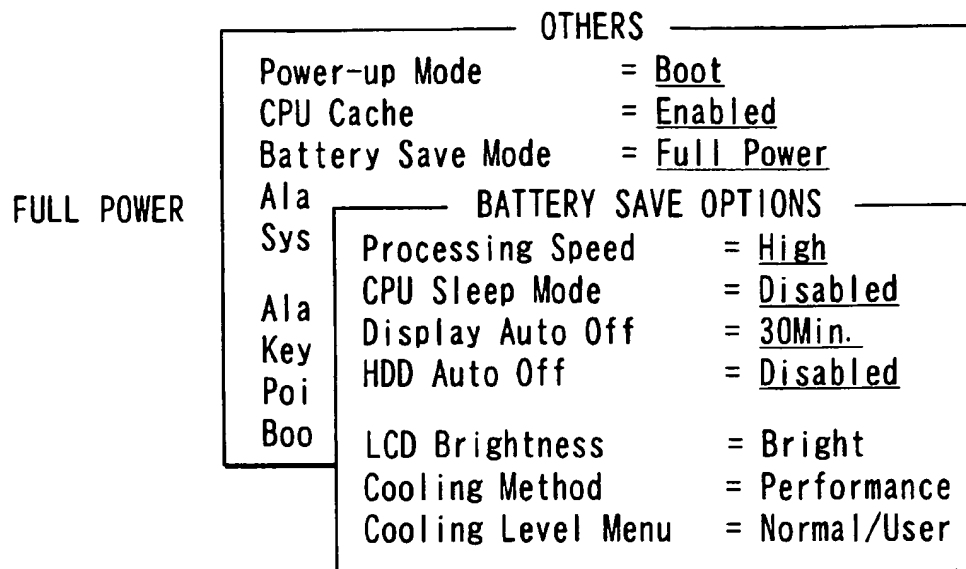 OTHERS
Power-up Mode = Boot
CPU Cache = Enabled
Battery Save Mode = Full Power
FULL POWER
Ala
Sys
Ala
Key
Poi
Boo
BATTERY SAVE OPTIONS
Processing Speed = High
CPU Sleep Mode = Disabled
Display Auto Off = 30Min.
HDD Auto Off = Disabled
LCD Brightness = Bright
Cooling Method = Performance
Cooling Level Menu = Normal/User